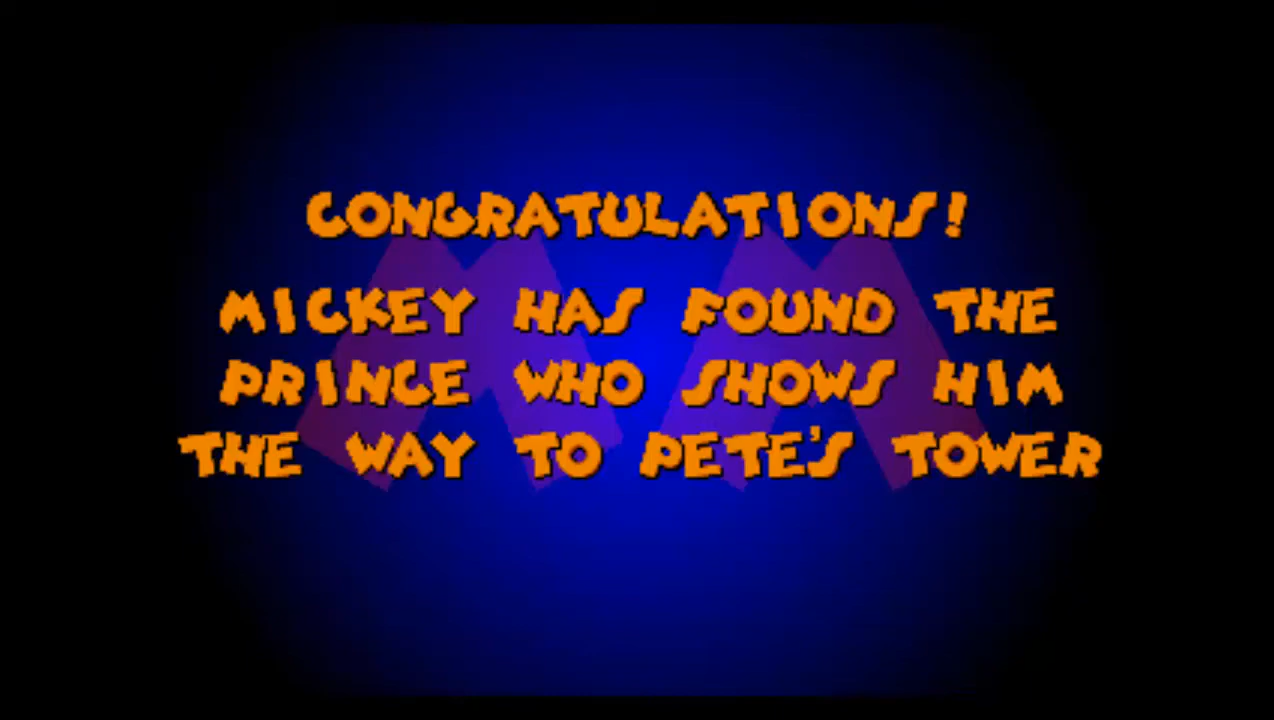 CONGRATULATIONS!
MICKEY HAS FOUND THE
PRINCE WHO SHOWS HIM
THE WAY TO PETE'S TOWER